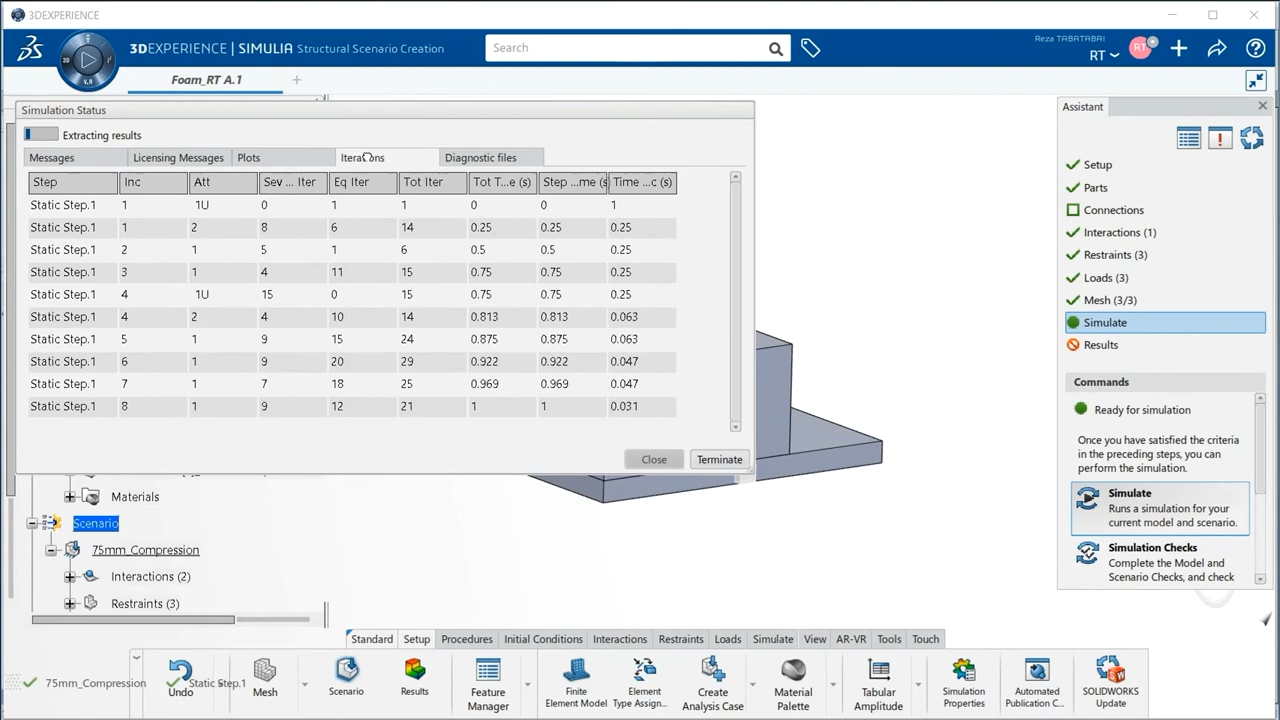 3DEXPERIENCE
3DEXPERIENCE | SIMULIA Structural Scenario Creation
Search
Reza TABATABAI
RT
RT
3D
V.R
Foam_RT A.1
Simulation Status
Extracting results
Messages Licensing Messages Plots Iterations Diagnostic files
Step Inc Att Sev ... Iter Eq Iter Tot Iter Tot T...e (s) Step ...me (s) Time ...c (s)
Static Step.1 1 1U 0 1 1 0 0 1
Static Step.1 1 2 8 6 14 0.25 0.25 0.25
Static Step.1 2 1 5 1 6 0.5 0.5 0.25
Static Step.1 3 1 4 11 15 0.75 0.75 0.25
Static Step.1 4 1U 15 0 15 0.75 0.75 0.25
Static Step.1 4 2 4 10 14 0.813 0.813 0.063
Static Step.1 5 1 9 15 24 0.875 0.875 0.063
Static Step.1 6 1 9 20 29 0.922 0.922 0.047
Static Step.1 7 1 7 18 25 0.969 0.969 0.047
Static Step.1 8 1 9 12 21 1 1 0.031
Close Terminate
Materials
Scenario
75mm_Compression
Interactions (2)
Restraints (3)
Assistant
Setup
Parts
Connections
Interactions (1)
Restraints (3)
Loads (3)
Mesh (3/3)
Simulate
Results
Commands
Ready for simulation
Once you have satisfied the criteria
in the preceding steps, you can
perform the simulation.
Simulate
Runs a simulation for your
current model and scenario.
Simulation Checks
Complete the Model and
Scenario Checks, and check
Standard Setup Procedures Initial Conditions Interactions Restraints Loads Simulate View AR-VR Tools Touch
75mm_Compression
Static Step.1
Undo
Mesh
Scenario
Results
Feature
Manager
Finite
Element Model
Element
Type Assign...
Create
Analysis Case
Material
Palette
Tabular
Amplitude
Simulation
Properties
Automated
Publication C...
SOLIDWORKS
Update